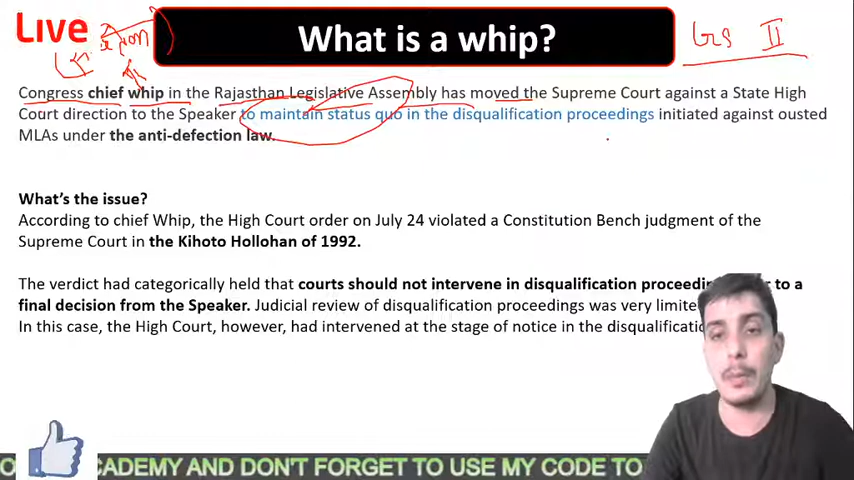 Live
What is a whip?
GS II
Congress chief whip in the Rajasthan Legislative Assembly has moved the Supreme Court against a State High
Court direction to the Speaker to maintain status quo in the disqualification proceedings initiated against ousted
MLAs under the anti-defection law.
What's the issue?
According to chief Whip, the High Court order on July 24 violated a Constitution Bench judgment of the
Supreme Court in the Kihoto Hollohan of 1992.
The verdict had categorically held that courts should not intervene in disqualification to a
final decision from the Speaker. Judicial review of disqualification proceedings was very
In this case, the High Court, however, had intervened at the stage of notice in the
CADEMY AND DON'T FORGET TO USE MY CODE TO